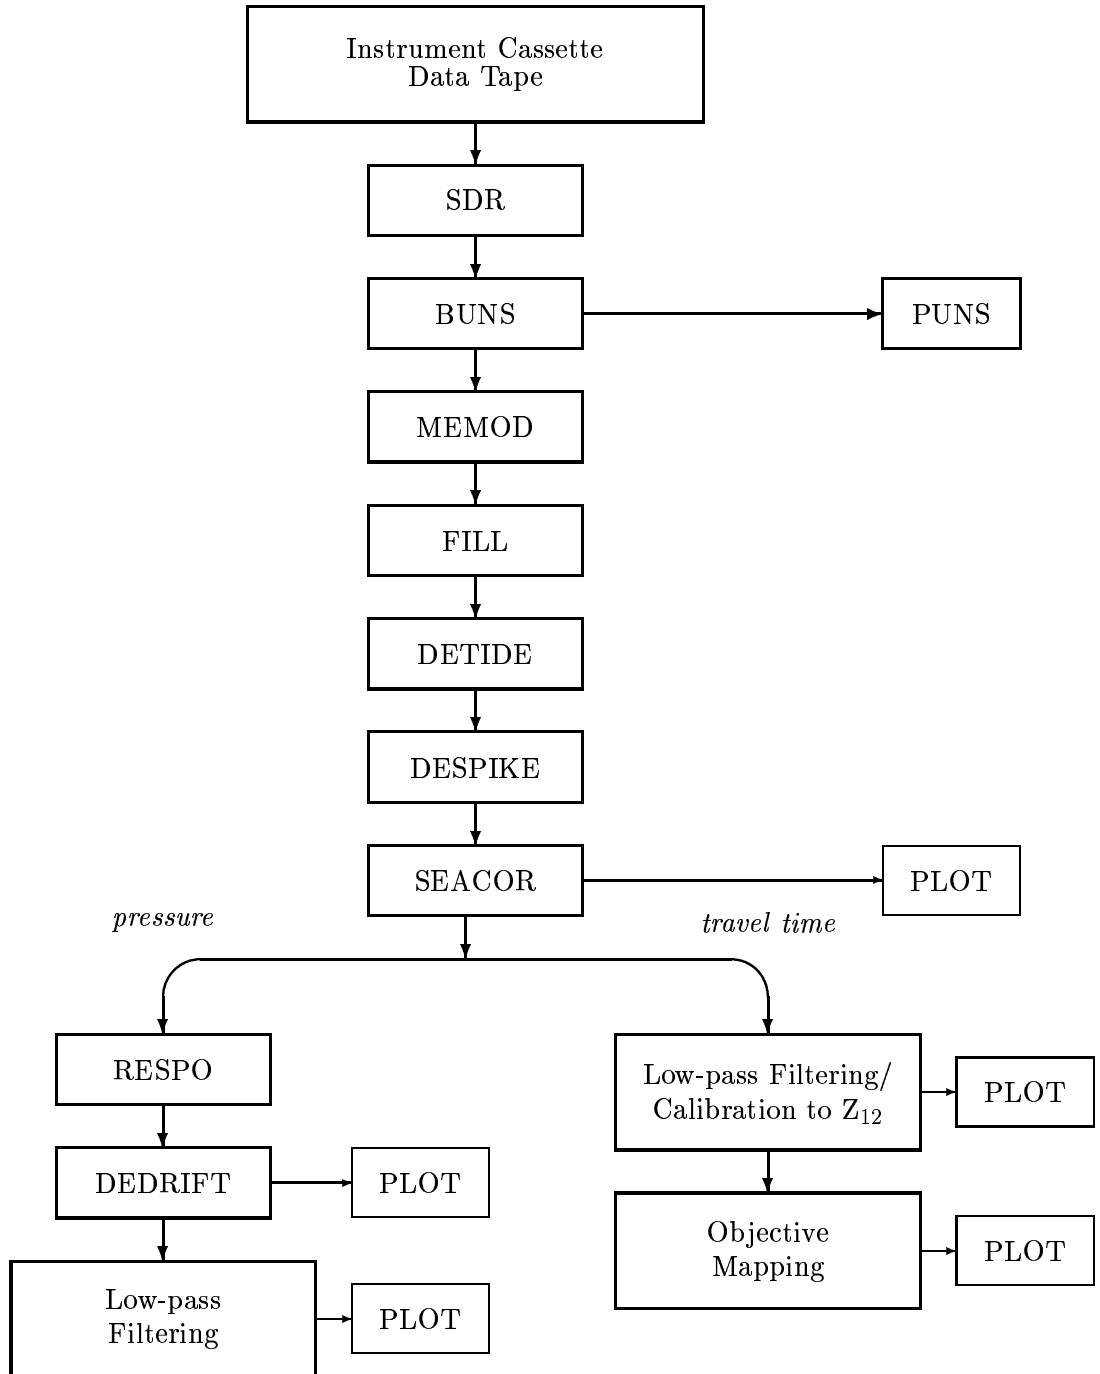 Instrument Cassette
Data Tape
SDR
BUNS
PUNS
MEMOD
FILL
DETIDE
DESPIKE
SEACOR
PLOT
pressure
travel time
RESPO
Low-pass Filtering/
Calibration to Z₁₂
PLOT
DEDRIFT
PLOT
Objective
Mapping
PLOT
Low-pass
Filtering
PLOT